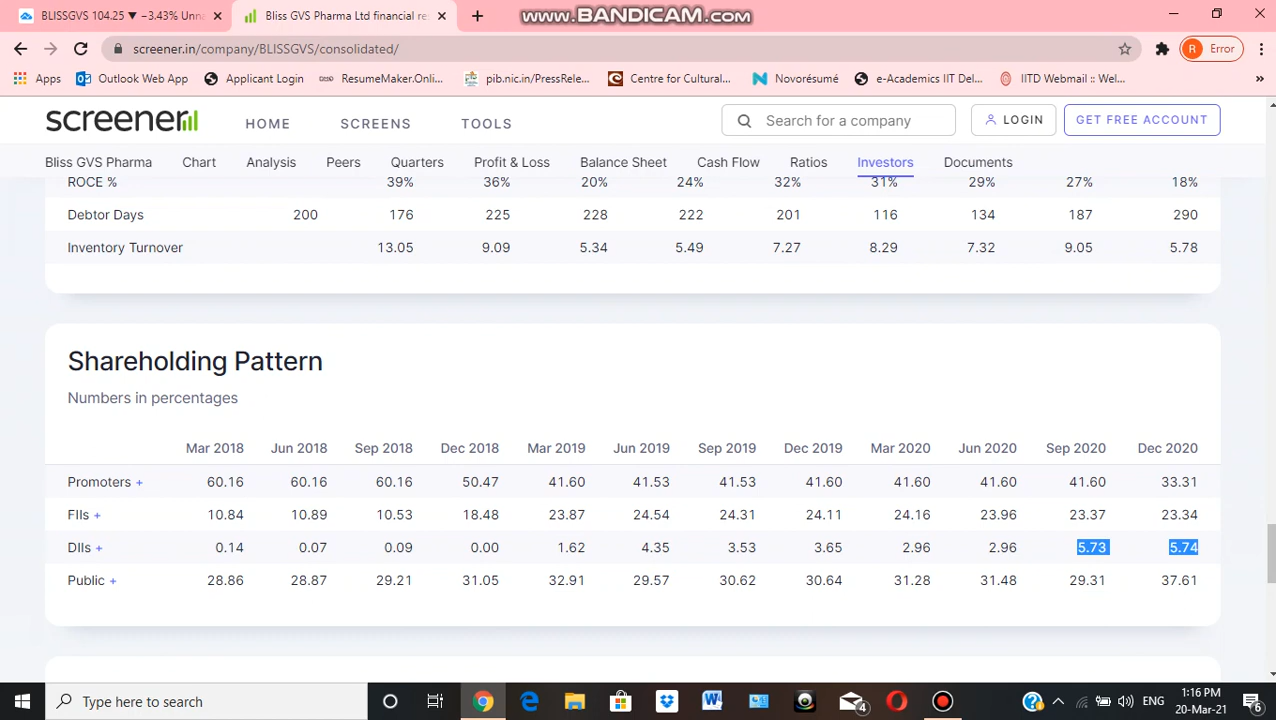 BLISSGVS 104.25 ▼ −3.43% Unna
Bliss GVS Pharma Ltd financial re
www.BANDICAM.com
screener.in/company/BLISSGVS/consolidated/
R Error
Apps Outlook Web App Applicant Login ResumeMaker.Onli... pib.nic.in/PressRele... Centre for Cultural... Novorésumé e-Academics IIT Del... IITD Webmail :: Wel... »
screener HOME SCREENS TOOLS Search for a company LOGIN GET FREE ACCOUNT
Bliss GVS Pharma Chart Analysis Peers Quarters Profit & Loss Balance Sheet Cash Flow Ratios Investors Documents
ROCE % 39% 36% 20% 24% 32% 31% 29% 27% 18%
Debtor Days 200 176 225 228 222 201 116 134 187 290
Inventory Turnover 13.05 9.09 5.34 5.49 7.27 8.29 7.32 9.05 5.78
Shareholding Pattern
Numbers in percentages
Mar 2018 Jun 2018 Sep 2018 Dec 2018 Mar 2019 Jun 2019 Sep 2019 Dec 2019 Mar 2020 Jun 2020 Sep 2020 Dec 2020
Promoters + 60.16 60.16 60.16 50.47 41.60 41.53 41.53 41.60 41.60 41.60 41.60 33.31
FIIs + 10.84 10.89 10.53 18.48 23.87 24.54 24.31 24.11 24.16 23.96 23.37 23.34
DIIs + 0.14 0.07 0.09 0.00 1.62 4.35 3.53 3.65 2.96 2.96 5.73 5.74
Public + 28.86 28.87 29.21 31.05 32.91 29.57 30.62 30.64 31.28 31.48 29.31 37.61
Type here to search 4 ENG 1:16 PM
20-Mar-21 6